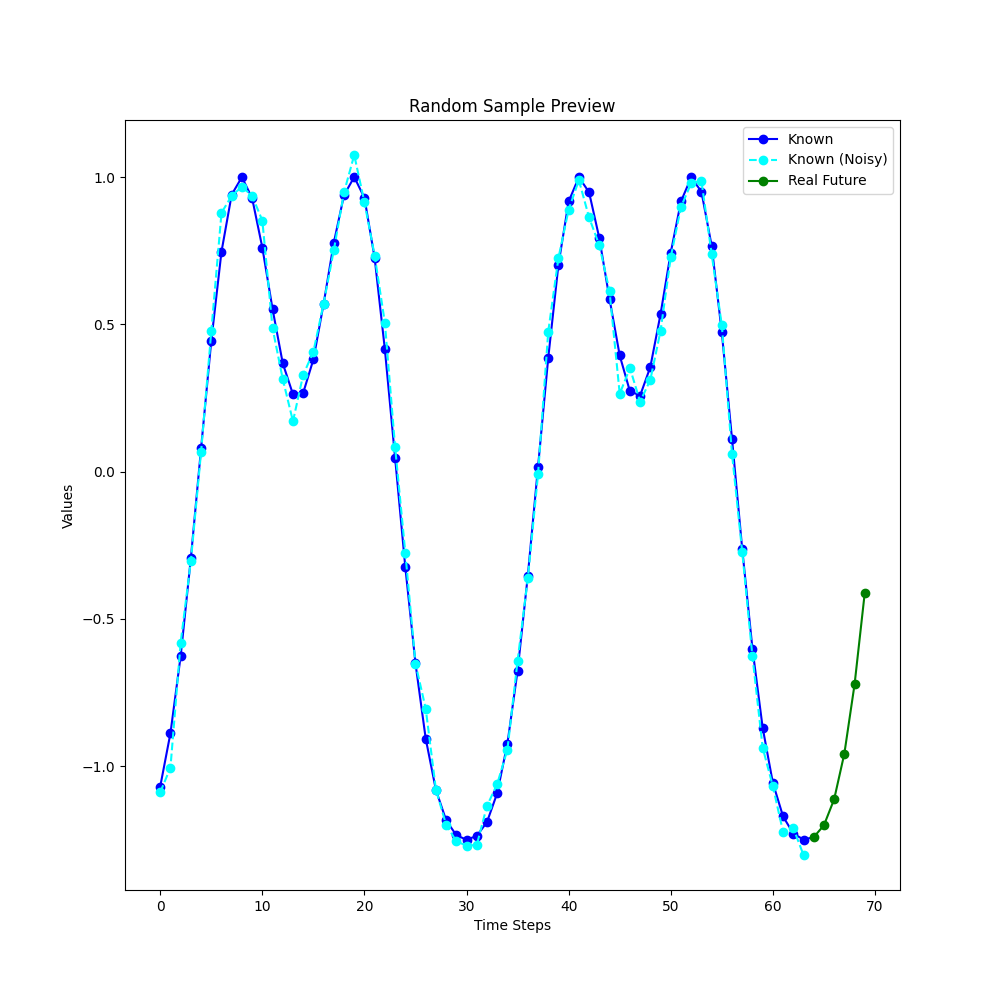 Random Sample Preview
Known
Known (Noisy)
Real Future
1.0
0.5
0.0
−0.5
−1.0
Values
0 10 20 30 40 50 60 70
Time Steps